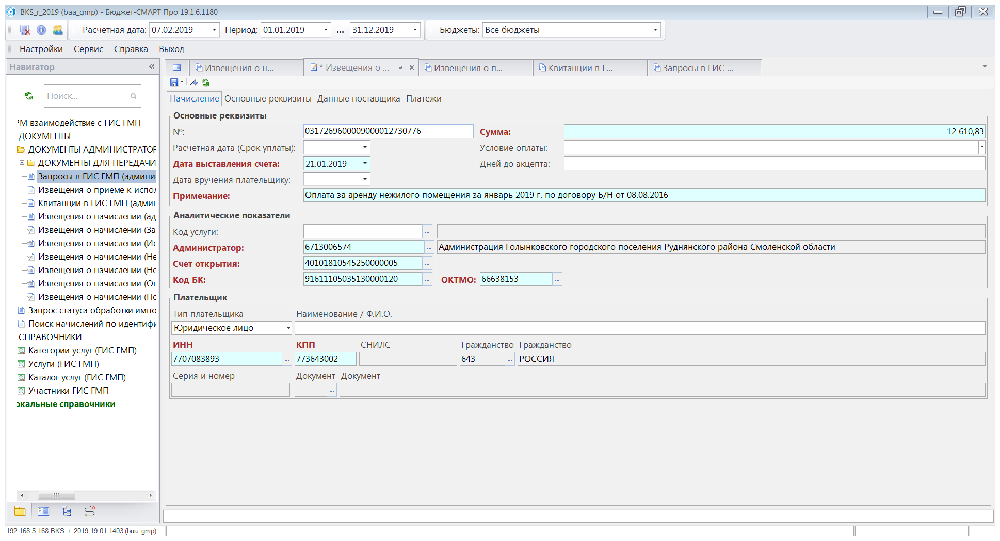 BKS_r_2019 (baa_gmp) - Бюджет-СМАРТ Про 19.1.6.1180
Расчетная дата: 07.02.2019 Период: 01.01.2019 ... 31.12.2019 Бюджеты: Все бюджеты
Настройки Сервис Справка Выход
Навигатор
Извещения о н... * Извещения о ... Извещения о п... Квитанции в Г... Запросы в ГИС ...
Поиск...
РМ взаимодействие с ГИС ГМП
ДОКУМЕНТЫ
ДОКУМЕНТЫ АДМИНИСТРАТОР
ДОКУМЕНТЫ ДЛЯ ПЕРЕДАЧИ
Запросы в ГИС ГМП (админи
Извещения о приеме к испол
Квитанции в ГИС ГМП (админ
Извещения о начислении (ад
Извещения о начислении (За
Извещения о начислении (Ис
Извещения о начислении (Не
Извещения о начислении (Но
Извещения о начислении (От
Извещения о начислении (По
Запрос статуса обработки импо
Поиск начислений по идентифи
СПРАВОЧНИКИ
Категории услуг (ГИС ГМП)
Услуги (ГИС ГМП)
Каталог услуг (ГИС ГМП)
Участники ГИС ГМП
окальные справочники
Начисление Основные реквизиты Данные поставщика Платежи
Основные реквизиты
№: 0317269600009000012730776 Сумма: 12 610,83
Расчетная дата (Срок уплаты): Условие оплаты:
Дата выставления счета: 21.01.2019 Дней до акцепта:
Дата вручения плательщику:
Примечание: Оплата за аренду нежилого помещения за январь 2019 г. по договору Б/Н от 08.08.2016
Аналитические показатели
Код услуги: ...
Администратор: 6713006574 ... Администрация Голынковского городского поселения Руднянского района Смоленской области
Счет открытия: 40101810545250000005 ...
Код БК: 91611105035130000120 ... ОКТМО: 66638153 ...
Плательщик
Тип плательщика Наименование / Ф.И.О.
Юридическое лицо
ИНН КПП СНИЛС Гражданство Гражданство
7707083893 ... 773643002 643 ... РОССИЯ
Серия и номер Документ Документ
...
192.168.5.168.BKS_r_2019 19.01.1403 (baa_gmp)